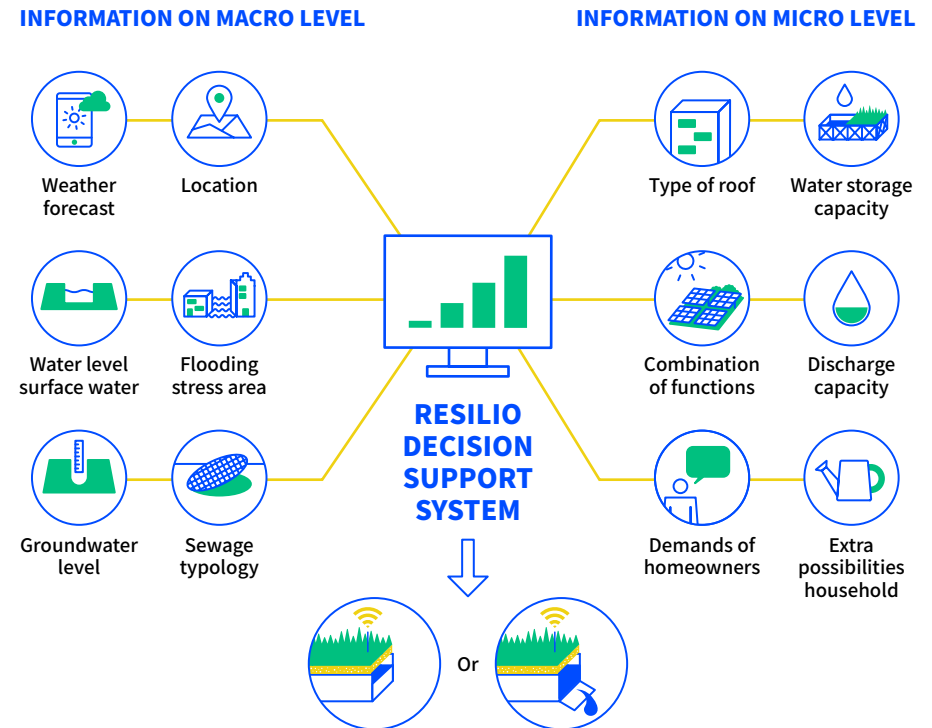 INFORMATION ON MACRO LEVEL
INFORMATION ON MICRO LEVEL
Weather
forecast
Location
Type of roof
Water storage
capacity
Water level
surface water
Flooding
stress area
Combination
of functions
Discharge
capacity
RESILIO
DECISION
SUPPORT
SYSTEM
Groundwater
level
Sewage
typology
Demands of
homeowners
Extra
possibilities
household
Or